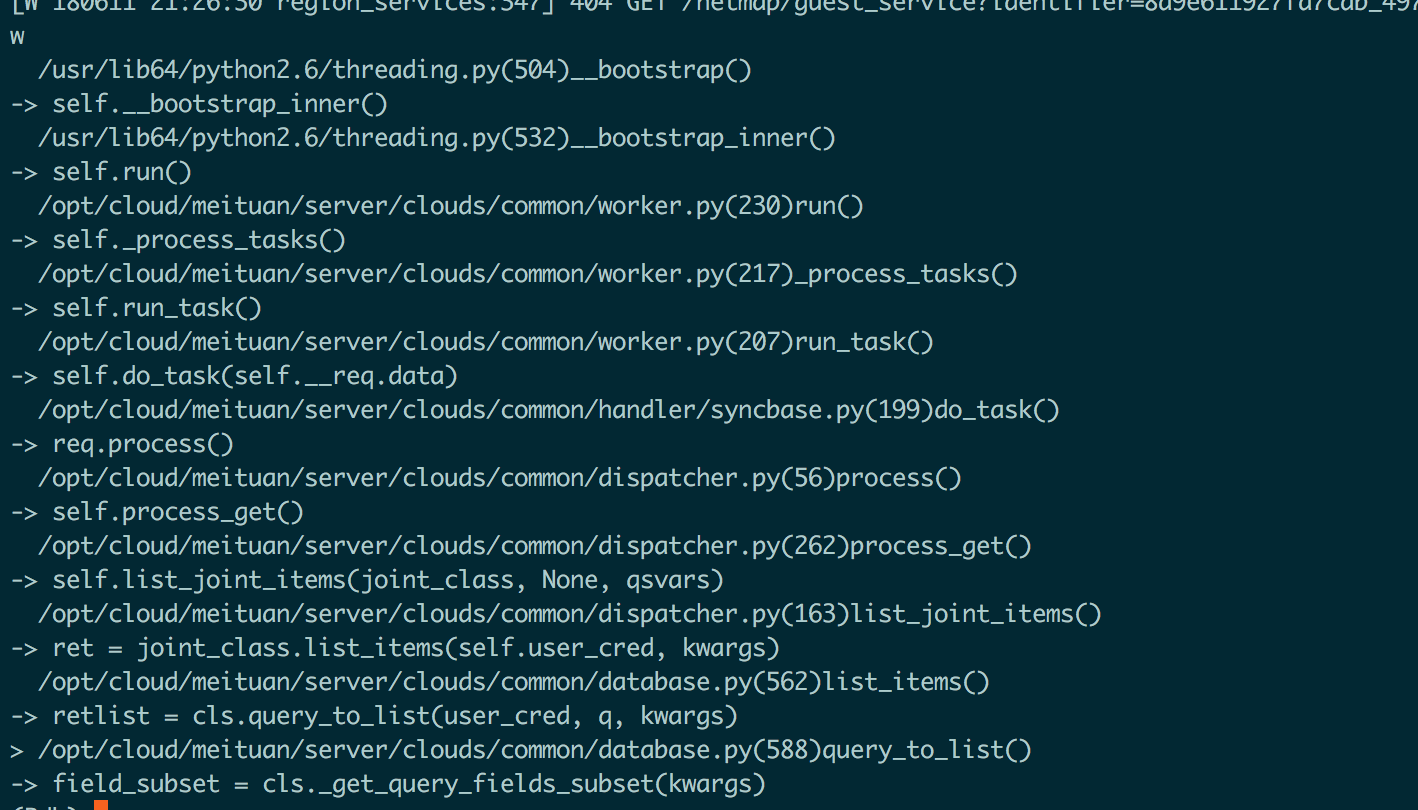 [W 180611 21:26:50 region_services:547] 404 GET /netmap/guest_service?identifier=
w
  /usr/lib64/python2.6/threading.py(504)__bootstrap()
-> self.__bootstrap_inner()
  /usr/lib64/python2.6/threading.py(532)__bootstrap_inner()
-> self.run()
  /opt/cloud/meituan/server/clouds/common/worker.py(230)run()
-> self._process_tasks()
  /opt/cloud/meituan/server/clouds/common/worker.py(217)_process_tasks()
-> self.run_task()
  /opt/cloud/meituan/server/clouds/common/worker.py(207)run_task()
-> self.do_task(self.__req.data)
  /opt/cloud/meituan/server/clouds/common/handler/syncbase.py(199)do_task()
-> req.process()
  /opt/cloud/meituan/server/clouds/common/dispatcher.py(56)process()
-> self.process_get()
  /opt/cloud/meituan/server/clouds/common/dispatcher.py(262)process_get()
-> self.list_joint_items(joint_class, None, qsvars)
  /opt/cloud/meituan/server/clouds/common/dispatcher.py(163)list_joint_items()
-> ret = joint_class.list_items(self.user_cred, kwargs)
  /opt/cloud/meituan/server/clouds/common/database.py(562)list_items()
-> retlist = cls.query_to_list(user_cred, q, kwargs)
> /opt/cloud/meituan/server/clouds/common/database.py(588)query_to_list()
-> field_subset = cls._get_query_fields_subset(kwargs)